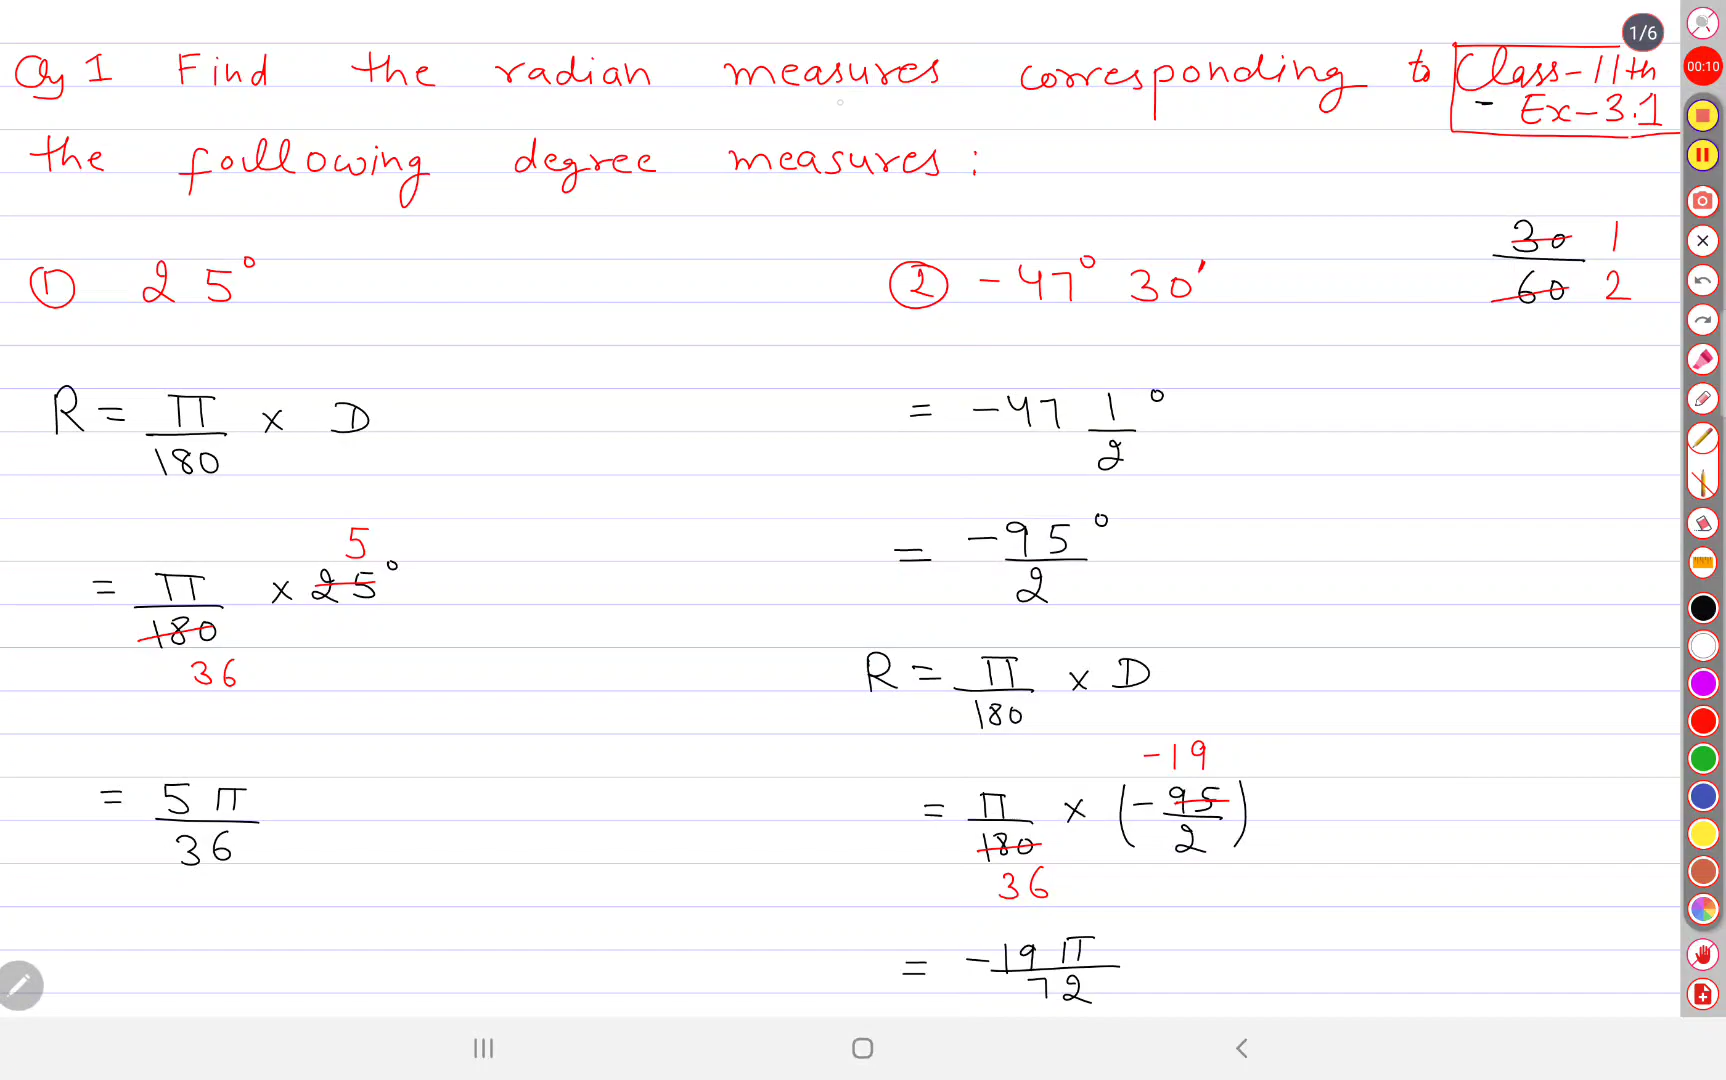 1/6
00:10
Qy 1 Find the radian measures corresponding to
Class-11th
- Ex-3.1
the following degree measures:
① 25°
② -47° 30'
30 1
60 2
R = π/180 × D
= -47 1/2°
5
= π/180 × 25°
36
= -95°/2
R = π/180 × D
= 5π/36
-19
= π/180 × (-95/2)
36
= -19π/72